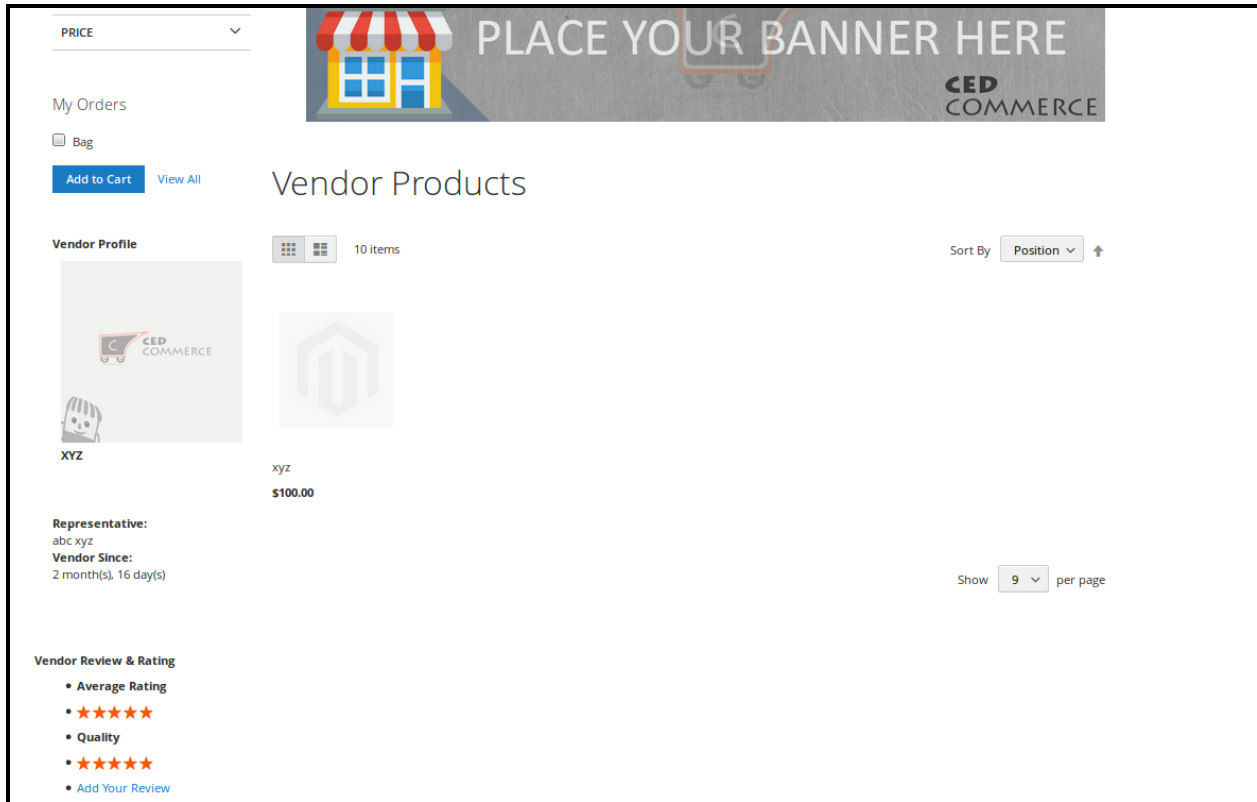 PRICE
PLACE YOUR BANNER HERE
CED
COMMERCE
My Orders
Bag
Add to Cart View All
Vendor Products
Vendor Profile
10 items
Sort By Position
C CED
COMMERCE
XYZ
xyz
$100.00
Representative:
abc xyz
Vendor Since:
2 month(s), 16 day(s)
Show 9 per page
Vendor Review & Rating
Average Rating
Quality
Add Your Review